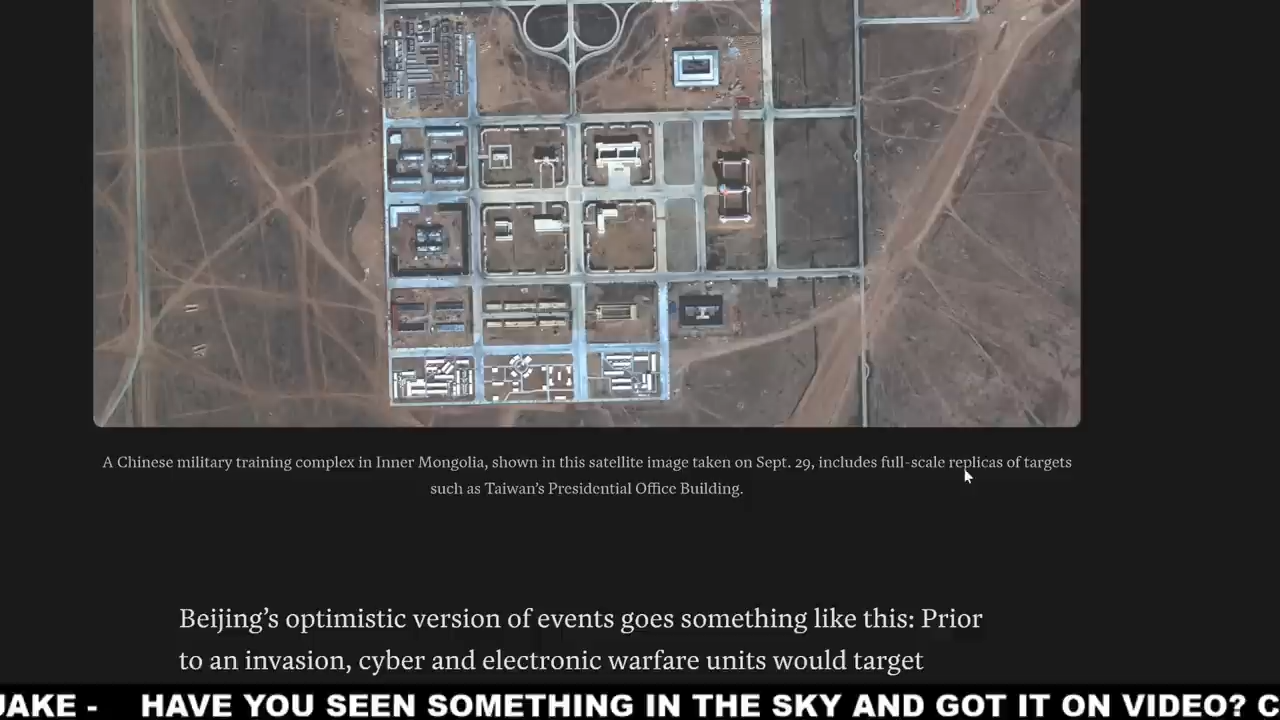 A Chinese military training complex in Inner Mongolia, shown in this satellite image taken on Sept. 29, includes full-scale replicas of targets
such as Taiwan's Presidential Office Building.
Beijing's optimistic version of events goes something like this: Prior
to an invasion, cyber and electronic warfare units would target
HAVE YOU SEEN SOMETHING IN THE SKY AND GOT IT ON VIDEO?